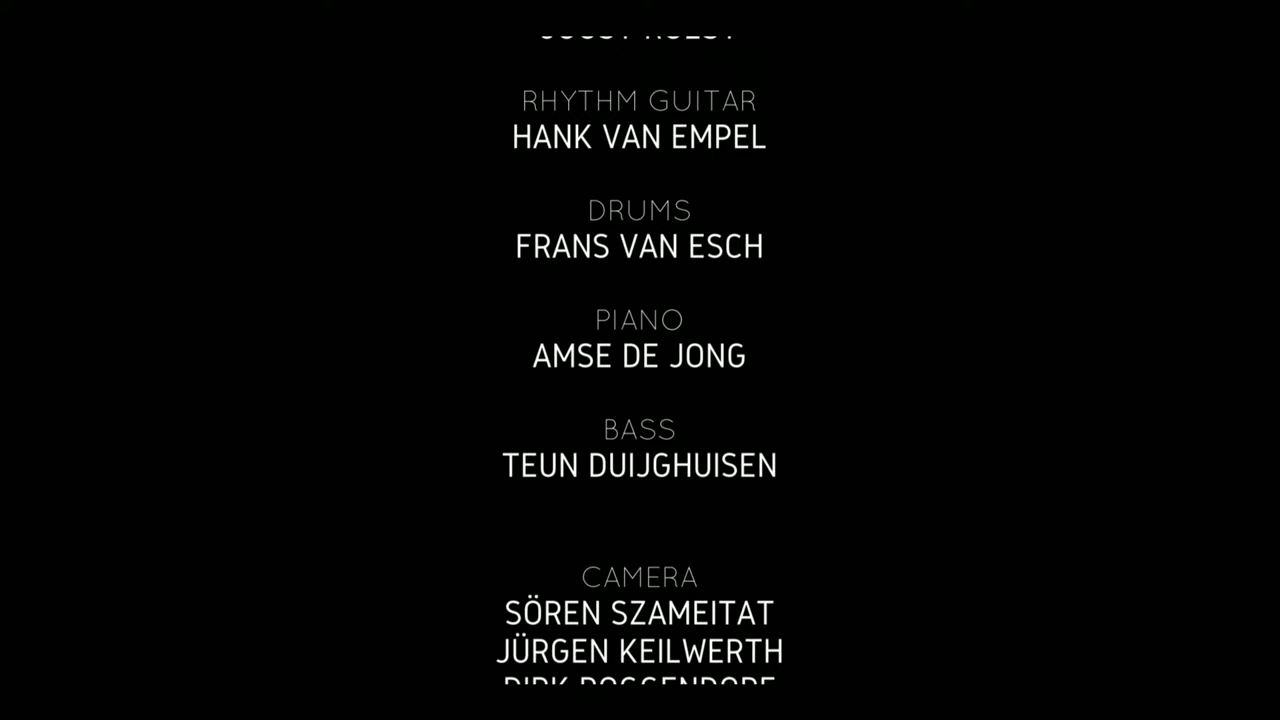 RHYTHM GUITAR
HANK VAN EMPEL
DRUMS
FRANS VAN ESCH
PIANO
AMSE DE JONG
BASS
TEUN DUIJGHUISEN
CAMERA
SÖREN SZAMEITAT
JÜRGEN KEILWERTH